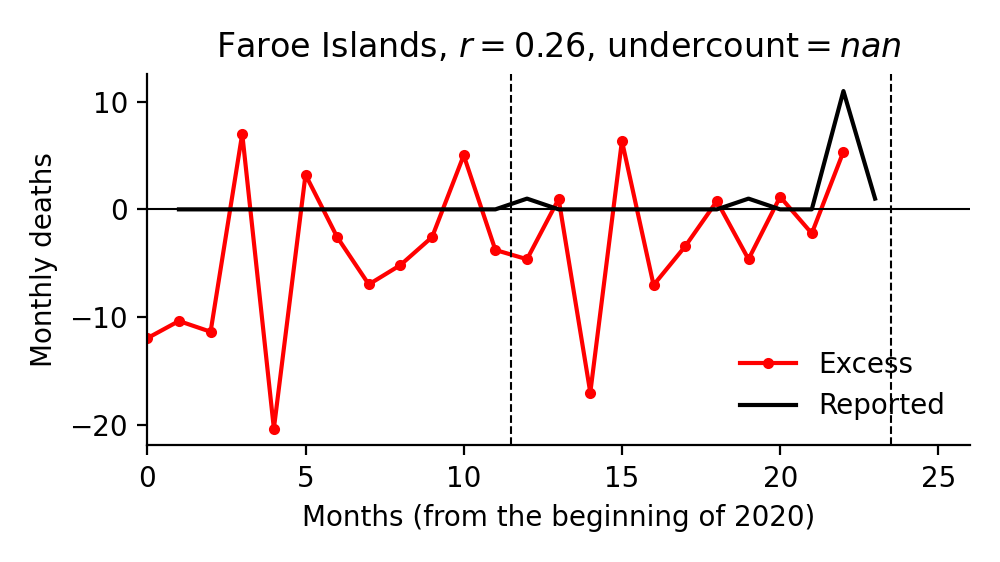 Faroe Islands, r = 0.26, undercount = nan
Monthly deaths
10
0
−10
−20
Excess
Reported
0 5 10 15 20 25
Months (from the beginning of 2020)